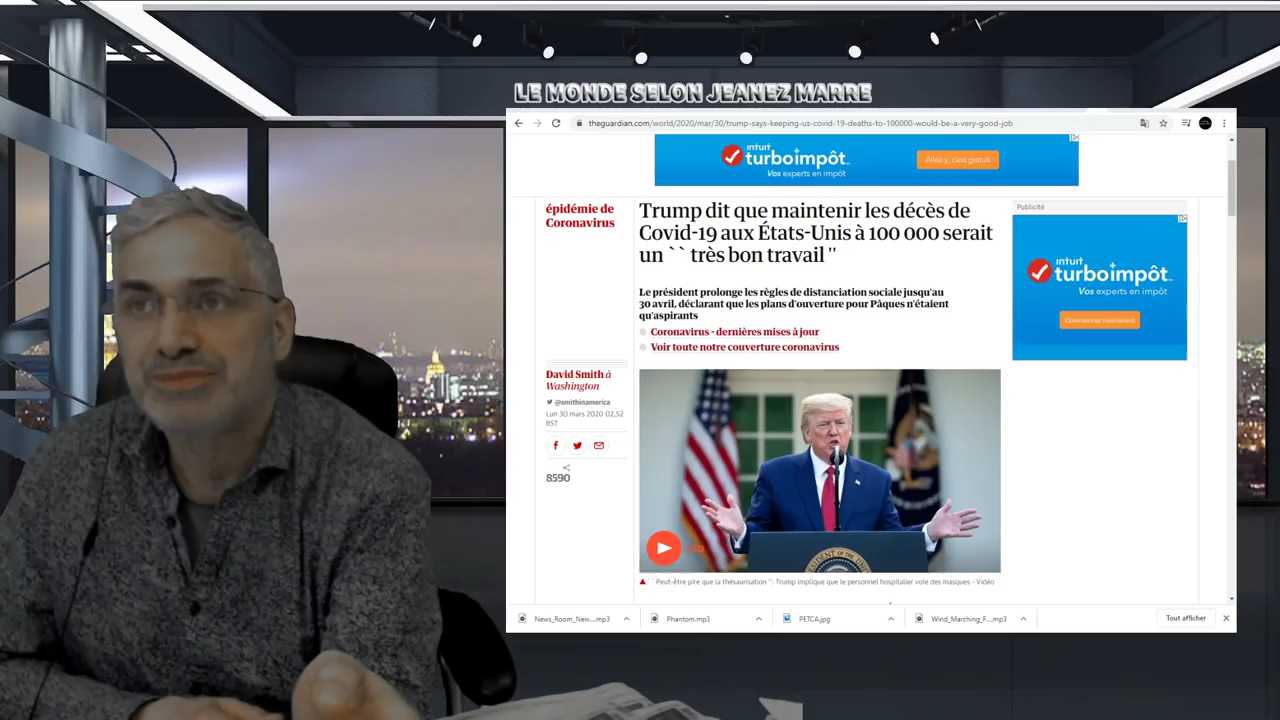 LE MONDE SELON JEANEZ MARRE
theguardian.com/world/2020/mar/30/trump-says-keeping-us-covid-19-deaths-to-100000-would-be-a-very-good-job
intuit
turboimpôt
Vos experts en impôt
Allez-y, c'est gratuit
épidémie de
Coronavirus
Trump dit que maintenir les décès de
Covid-19 aux États-Unis à 100 000 serait
un `` très bon travail ''
Le président prolonge les règles de distanciation sociale jusqu'au
30 avril, déclarant que les plans d'ouverture pour Pâques n'étaient
qu'aspirants
Coronavirus - dernières mises à jour
Voir toute notre couverture coronavirus
David Smith à
Washington
@smithinamerica
Lun 30 mars 2020 02,52
BST
8590
Publicité
intuit
turboimpôt
Vos experts en impôt
Commencez maintenant
`` Peut-être pire que la thésaurisation '': Trump implique que le personnel hospitalier vole des masques - Vidéo
News_Room_New....mp3
Phantom.mp3
PETCA.jpg
Wind_Marching_F....mp3
Tout afficher